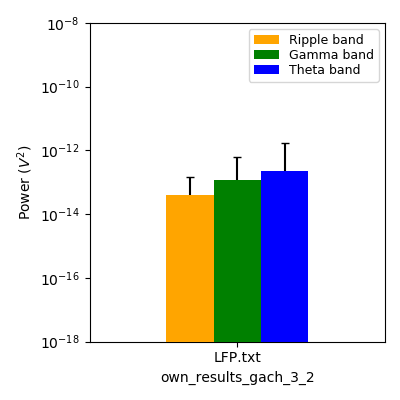 10⁻⁸
10⁻¹⁰
10⁻¹²
10⁻¹⁴
10⁻¹⁶
10⁻¹⁸
Power (V²)
Ripple band
Gamma band
Theta band
LFP.txt
own_results_gach_3_2